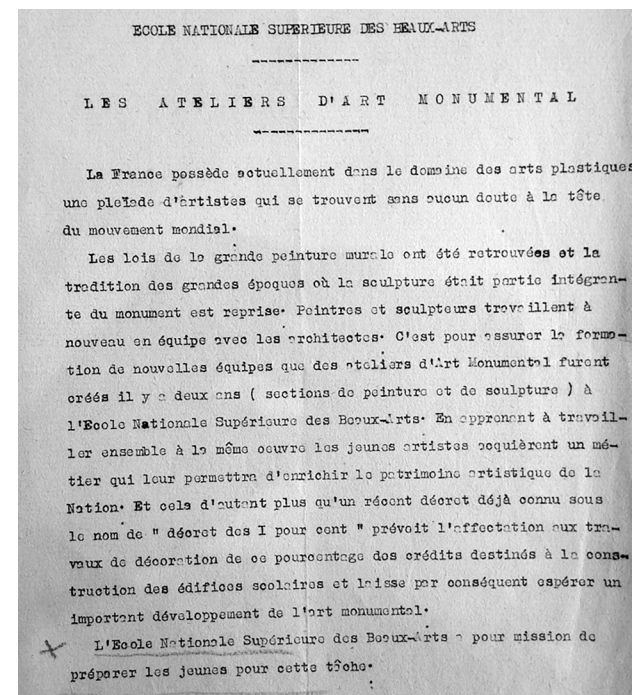 ECOLE NATIONALE SUPERIEURE DES BEAUX-ARTS
LES ATELIERS D'ART MONUMENTAL
La France possède actuellement dans le domaine des arts plastiques
une pleïade d'artistes qui se trouvent sans aucun doute à la tête
du mouvement mondial.
Les lois de la grande peinture murale ont été retrouvées et la
tradition des grandes époques où la sculpture était partie intégran-
te du monument est reprise. Peintres et sculpteurs travaillent à
nouveau en équipe avec les architectes. C'est pour assurer la forma-
tion de nouvelles équipes que des ateliers d'Art Monumental furent
créés il y a deux ans ( sections de peinture et de sculpture ) à
l'Ecole Nationale Supérieure des Beaux-Arts. En apprenant à travail-
ler ensemble à la même oeuvre les jeunes artistes acquièrent un mé-
tier qui leur permettra d'enrichir le patrimoine artistique de la
Nation. Et cela d'autant plus qu'un récent décret déjà connu sous
le nom de " décret des I pour cent " prévoit l'affectation aux tra-
vaux de décoration de ce pourcentage des crédits destinés à la cons-
truction des édifices scolaires et laisse par conséquent espérer un
important développement de l'art monumental.
L'Ecole Nationale Supérieure des Beaux-Arts a pour mission de
préparer les jeunes pour cette tâche.